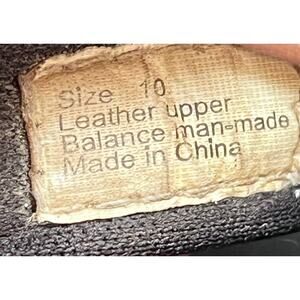 Size 10
Leather upper
Balance man-made
Made in China